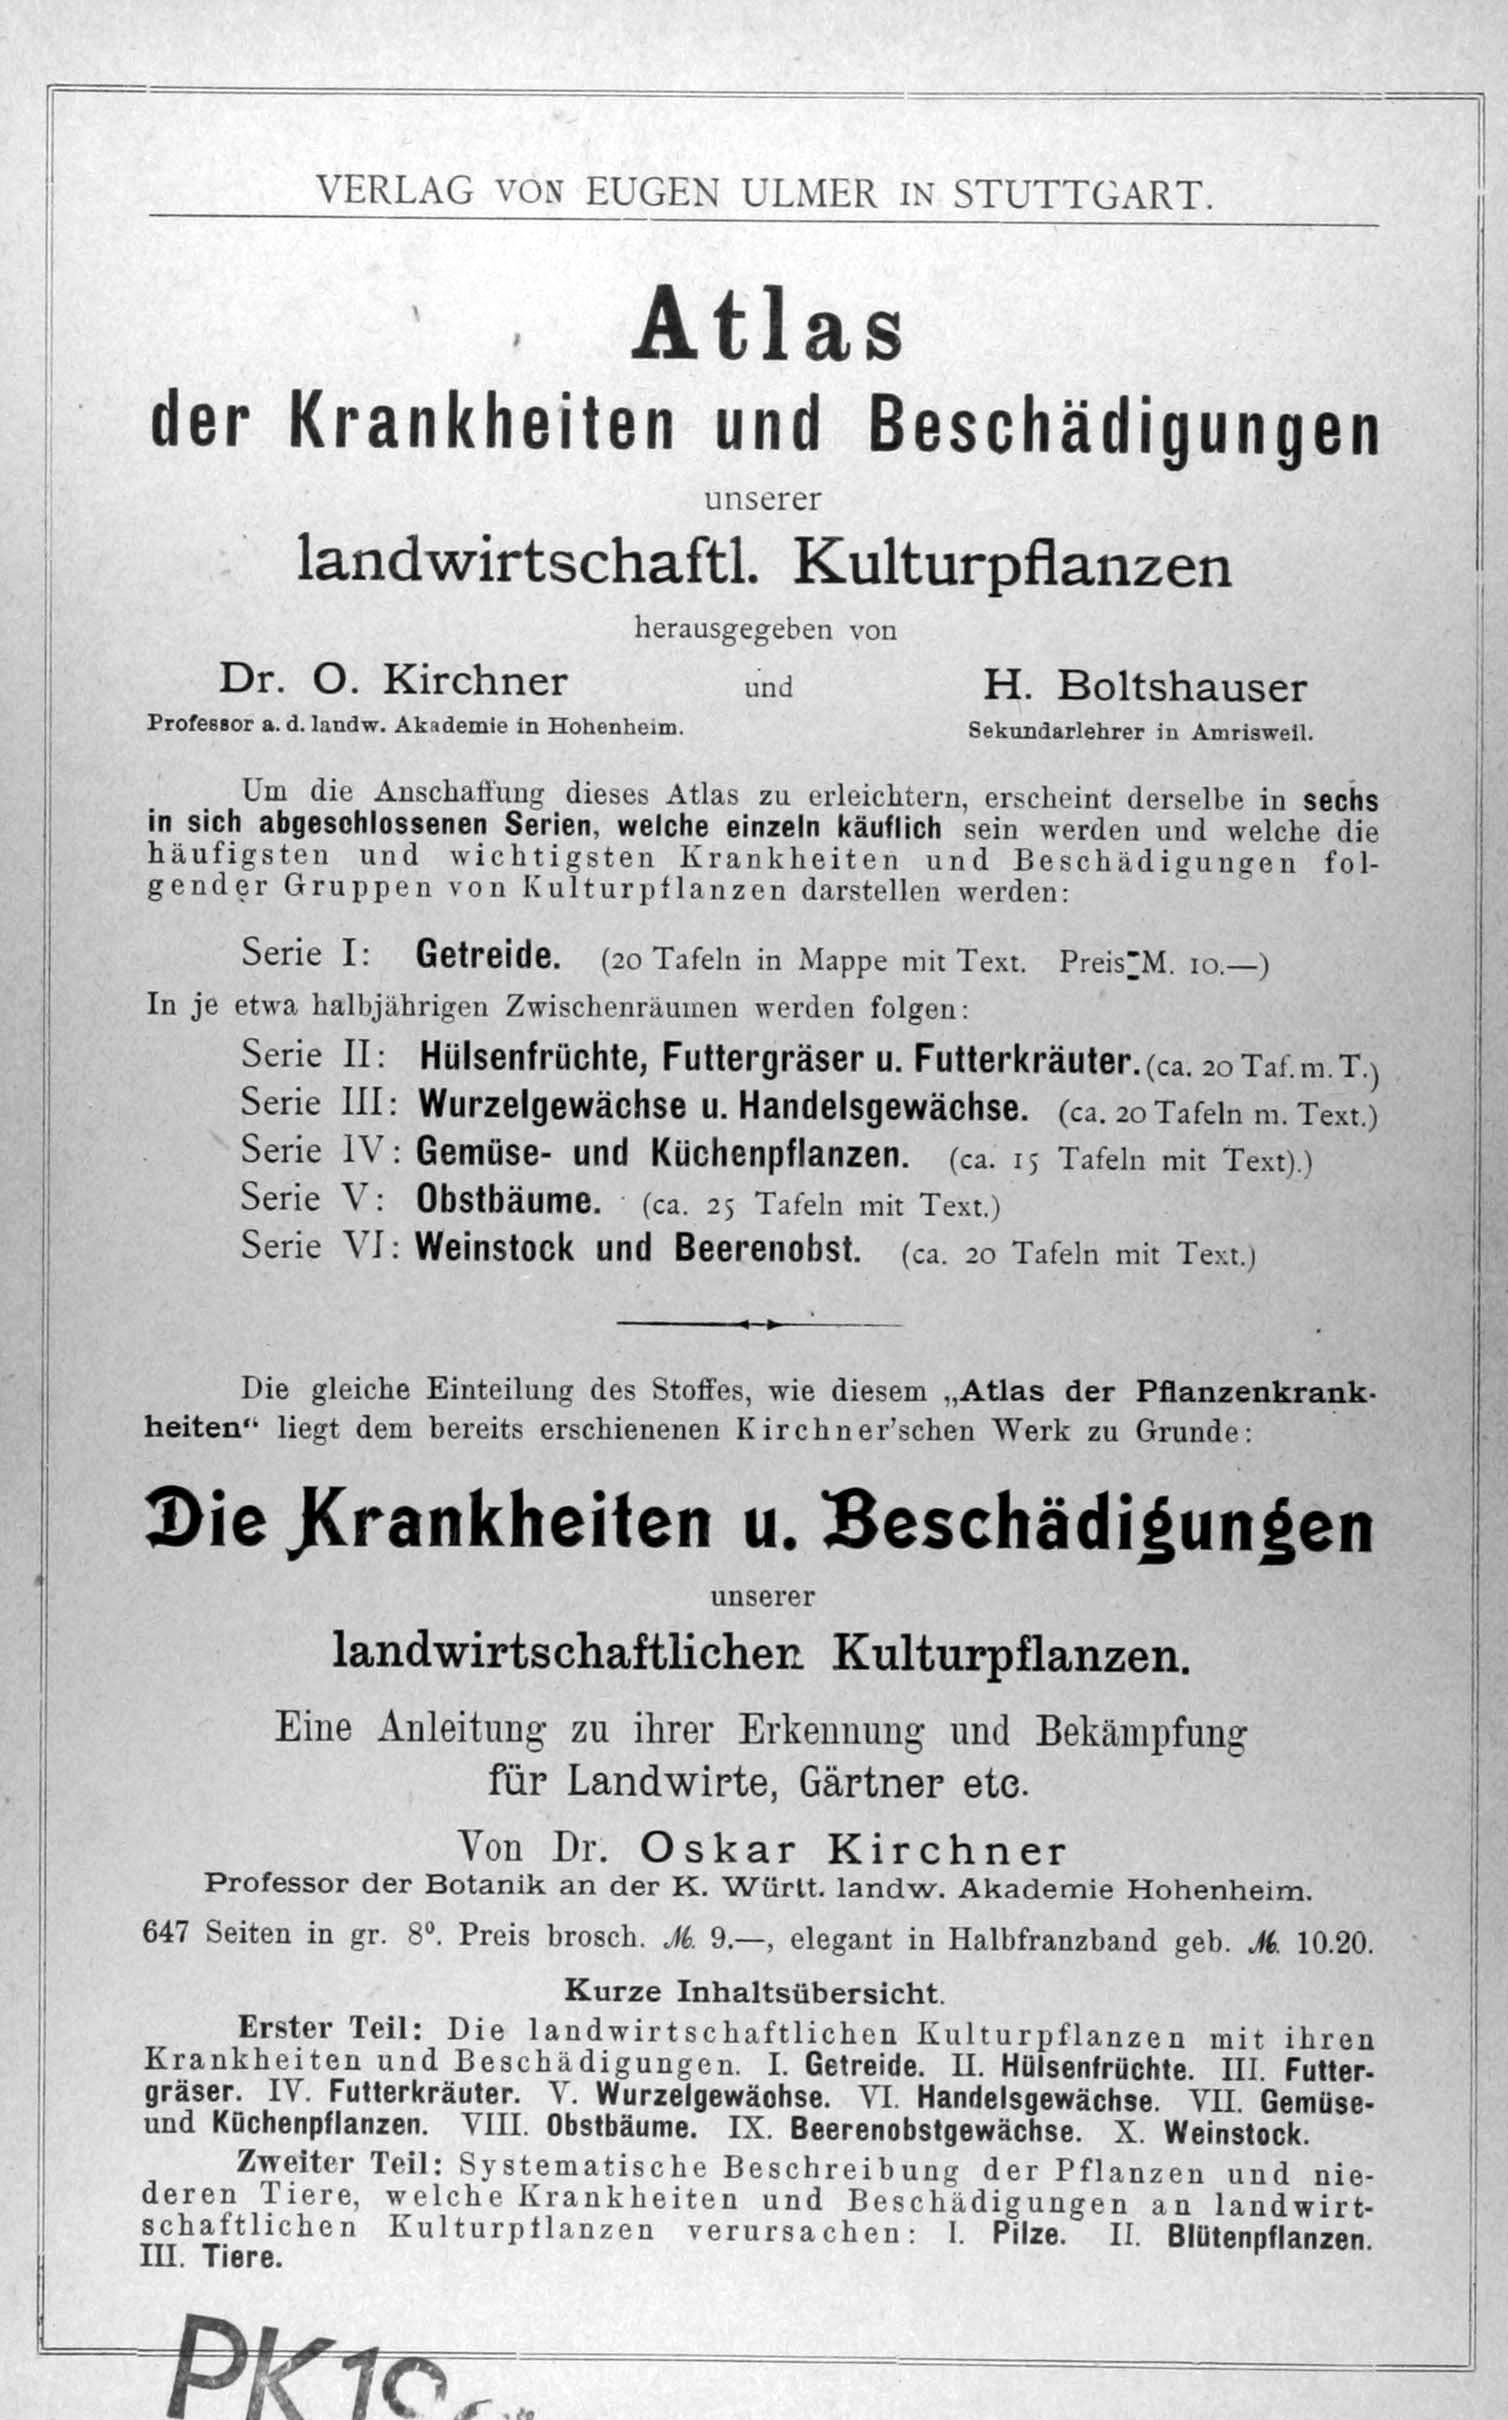 VERLAG VON EUGEN ULMER IN STUTTGART.
Atlas
der Krankheiten und Beschädigungen
unserer
landwirtschaftl. Kulturpflanzen
herausgegeben von
Dr. O. Kirchner und H. Boltshauser
Professor a. d. landw. Akademie in Hohenheim. Sekundarlehrer in Amrisweil.
Um die Anschaffung dieses Atlas zu erleichtern, erscheint derselbe in sechs
in sich abgeschlossenen Serien, welche einzeln käuflich sein werden und welche die
häufigsten und wichtigsten Krankheiten und Beschädigungen fol-
gender Gruppen von Kulturpflanzen darstellen werden:
Serie I: Getreide. (20 Tafeln in Mappe mit Text. Preis M. 10.—)
In je etwa halbjährigen Zwischenräumen werden folgen:
Serie II: Hülsenfrüchte, Futtergräser u. Futterkräuter. (ca. 20 Taf. m. T.)
Serie III: Wurzelgewächse u. Handelsgewächse. (ca. 20 Tafeln m. Text.)
Serie IV: Gemüse- und Küchenpflanzen. (ca. 15 Tafeln mit Text).)
Serie V: Obstbäume. (ca. 25 Tafeln mit Text.)
Serie VI: Weinstock und Beerenobst. (ca. 20 Tafeln mit Text.)
Die gleiche Einteilung des Stoffes, wie diesem „Atlas der Pflanzenkrank-
heiten“ liegt dem bereits erschienenen Kirchner'schen Werk zu Grunde:
Die Krankheiten u. Beschädigungen
unserer
landwirtschaftlichen Kulturpflanzen.
Eine Anleitung zu ihrer Erkennung und Bekämpfung
für Landwirte, Gärtner etc.
Von Dr. Oskar Kirchner
Professor der Botanik an der K. Württ. landw. Akademie Hohenheim.
647 Seiten in gr. 8⁰. Preis brosch. ℳ. 9.—, elegant in Halbfranzband geb. ℳ. 10.20.
Kurze Inhaltsübersicht.
Erster Teil: Die landwirtschaftlichen Kulturpflanzen mit ihren
Krankheiten und Beschädigungen. I. Getreide. II. Hülsenfrüchte. III. Futter-
gräser. IV. Futterkräuter. V. Wurzelgewächse. VI. Handelsgewächse. VII. Gemüse-
und Küchenpflanzen. VIII. Obstbäume. IX. Beerenobstgewächse. X. Weinstock.
Zweiter Teil: Systematische Beschreibung der Pflanzen und nie-
deren Tiere, welche Krankheiten und Beschädigungen an landwirt-
schaftlichen Kulturpflanzen verursachen: I. Pilze. II. Blütenpflanzen.
III. Tiere.